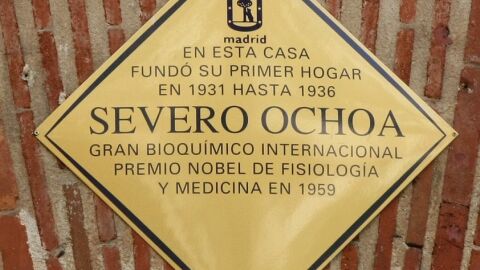 madrid
EN ESTA CASA
FUNDÓ SU PRIMER HOGAR
EN 1931 HASTA 1936
SEVERO OCHOA
GRAN BIOQUÍMICO INTERNACIONAL
PREMIO NOBEL DE FISIOLOGÍA
Y MEDICINA EN 1959